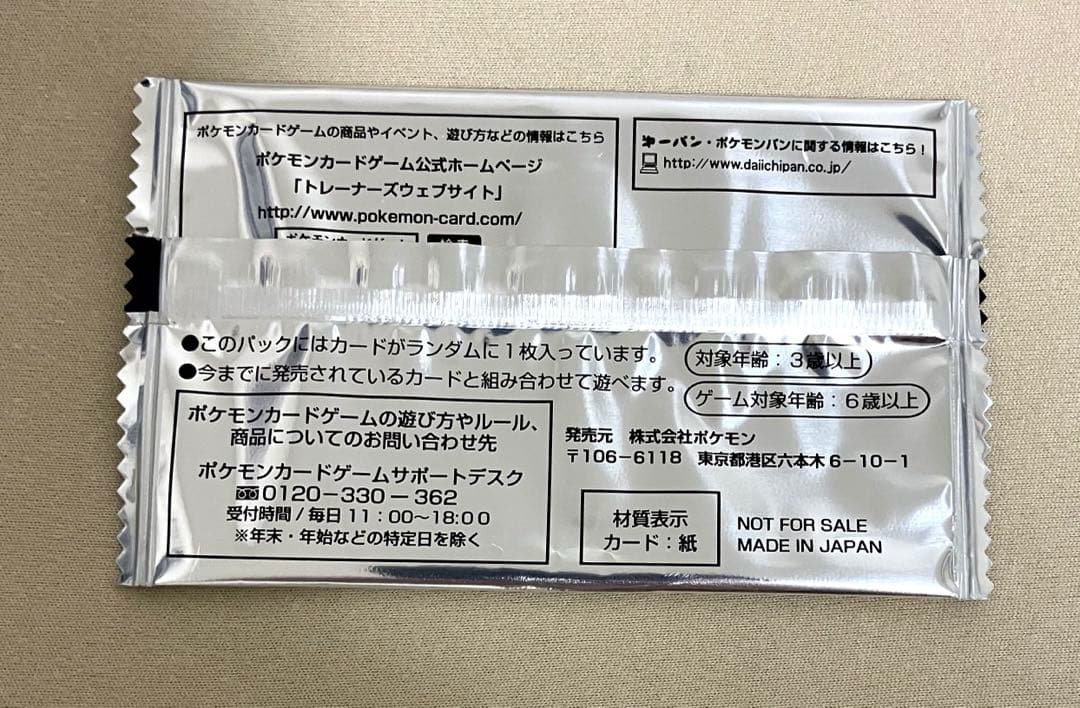 ポケモンカードゲームの商品やイベント、遊び方などの情報はこちら
ポケモンカードゲーム公式ホームページ
「トレーナーズウェブサイト」
http://www.pokemon-card.com/
第一パン・ポケモンパンに関する情報はこちら！
http://www.daiichipan.co.jp/
●このパックにはカードがランダムに1枚入っています。
●今までに発売されているカードと組み合わせて遊べます。
対象年齢：3歳以上
ゲーム対象年齢：6歳以上
ポケモンカードゲームの遊び方やルール、
商品についてのお問い合わせ先
ポケモンカードゲームサポートデスク
0120-330-362
受付時間/毎日11：00～18:00
※年末・年始などの特定日を除く
発売元 株式会社ポケモン
〒106-6118 東京都港区六本木6-10-1
材質表示
カード：紙
NOT FOR SALE
MADE IN JAPAN